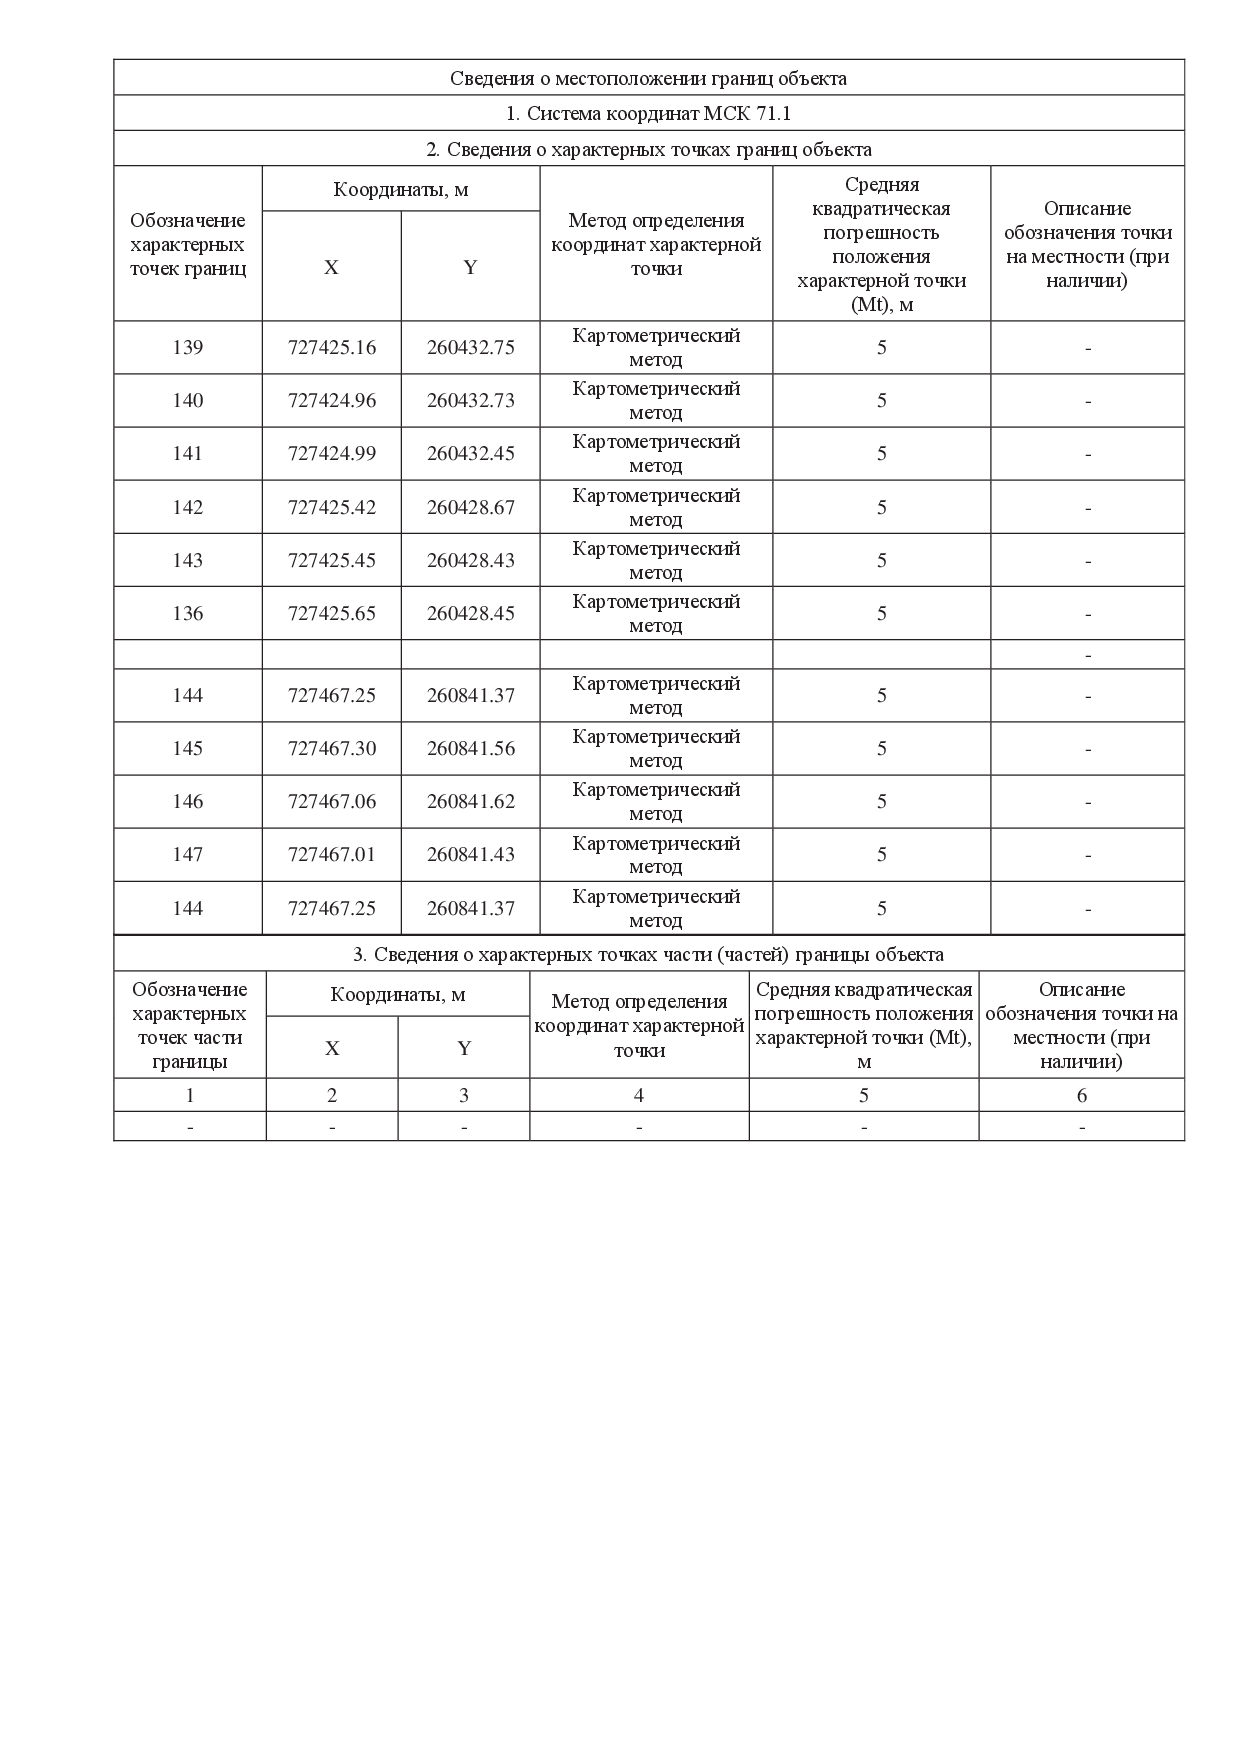 Сведения о местоположении границ объекта
1. Система координат МСК 71.1
2. Сведения о характерных точках границ объекта
Обозначение
характерных
точек границ
Координаты, м
X
Y
Метод определения
координат характерной
точки
Средняя
квадратическая
погрешность
положения
характерной точки
(Mt), м
Описание
обозначения точки
на местности (при
наличии)
139 727425.16 260432.75 Картометрический
метод 5 -
140 727424.96 260432.73 Картометрический
метод 5 -
141 727424.99 260432.45 Картометрический
метод 5 -
142 727425.42 260428.67 Картометрический
метод 5 -
143 727425.45 260428.43 Картометрический
метод 5 -
136 727425.65 260428.45 Картометрический
метод 5 -
-
144 727467.25 260841.37 Картометрический
метод 5 -
145 727467.30 260841.56 Картометрический
метод 5 -
146 727467.06 260841.62 Картометрический
метод 5 -
147 727467.01 260841.43 Картометрический
метод 5 -
144 727467.25 260841.37 Картометрический
метод 5 -
3. Сведения о характерных точках части (частей) границы объекта
Обозначение
характерных
точек части
границы
Координаты, м
X
Y
Метод определения
координат характерной
точки
Средняя квадратическая
погрешность положения
характерной точки (Mt),
м
Описание
обозначения точки на
местности (при
наличии)
1 2 3 4 5 6
- - - - - -